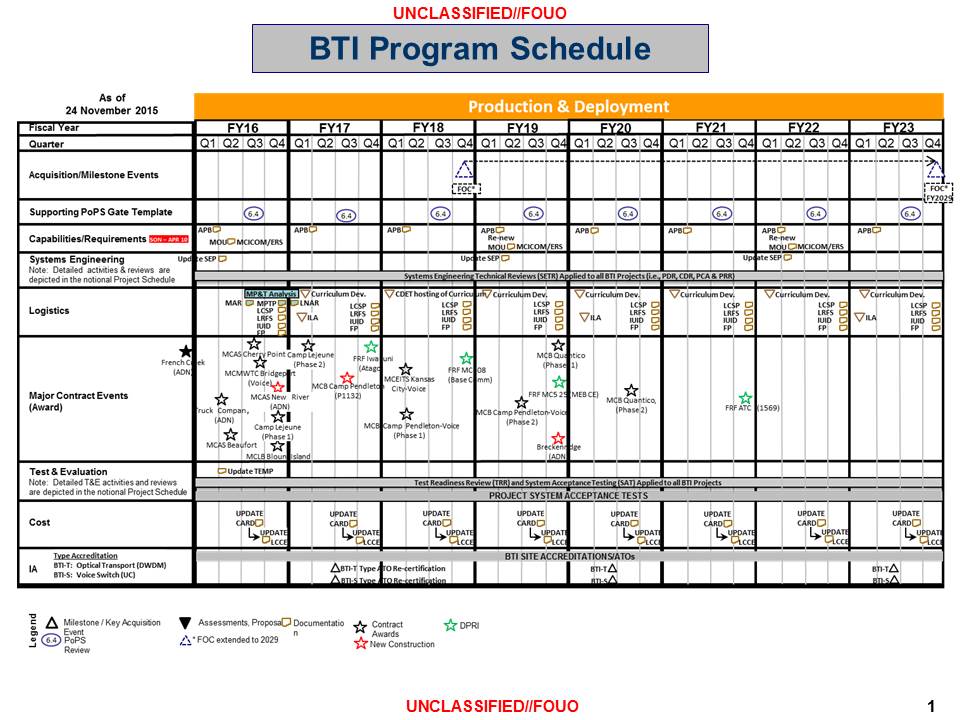 UNCLASSIFIED//FOUO
BTI Program Schedule
As of
24 November 2015
Production & Deployment
Fiscal Year FY16 FY17 FY18 FY19 FY20 FY21 FY22 FY23
Quarter Q1 Q2 Q3 Q4 Q1 Q2 Q3 Q4 Q1 Q2 Q3 Q4 Q1 Q2 Q3 Q4 Q1 Q2 Q3 Q4 Q1 Q2 Q3 Q4 Q1 Q2 Q3 Q4 Q1 Q2 Q3 Q4
Acquisition/Milestone Events
FOC* FOC*
FY2029
Supporting PoPS Gate Template 6.4 6.4 6.4 6.4 6.4 6.4 6.4 6.4
Capabilities/Requirements SON – APR 10
APB APB APB APB APB APB APB APB
Re-new Re-new
MOU MCICOM/ERS MOU MCICOM/ERS MOU MCICOM/ERS
Systems Engineering Update SEP Update SEP Update SEP
Note: Detailed activities & reviews are
depicted in the notional Project Schedule
Systems Engineering Technical Reviews (SETR) Applied to all BTI Projects (i.e., PDR, CDR, PCA & PRR)
Logistics
MP&T Analysis Curriculum Dev. CDET hosting of Curriculum Curriculum Dev. Curriculum Dev. Curriculum Dev. Curriculum Dev. Curriculum Dev.
MAR MPTP LNAR
LCSP LCSP LCSP LCSP LCSP LCSP LCSP LCSP
LRFS LRFS LRFS LRFS LRFS LRFS LRFS LRFS
ILA ILA ILA
IUID IUID IUID IUID IUID IUID IUID IUID
FP FP FP FP FP FP FP FP
Major Contract Events
(Award)
French Creek
(ADN)
MCAS Cherry Point
MCMWTC Bridgeport
(Voice)
MCAS New River
(ADN)
Truck Company
(ADN)
Camp Lejeune
(Phase 1)
MCAS Beaufort
MCLB Blount Island
Camp Lejeune
(Phase 2)
FRF Iwakuni
(Atago)
MCB Camp Pendleton
(P1132)
MCEITS Kansas
City-Voice
MCB Camp Pendleton-Voice
(Phase 1)
FRF MC 08
(Base Comm)
MCB Quantico
(Phase 1)
FRF MCS 25 (MEB CE)
MCB Camp Pendleton-Voice
(Phase 2)
Breckenridge
(ADN)
MCB Quantico,
(Phase 2)
FRF ATC (1569)
Test & Evaluation Update TEMP
Note: Detailed T&E activities and reviews
are depicted in the notional Project Schedule
Test Readiness Review (TRR) and System Acceptance Testing (SAT) Applied to all BTI Projects
PROJECT SYSTEM ACCEPTANCE TESTS
Cost
UPDATE UPDATE UPDATE UPDATE UPDATE UPDATE UPDATE UPDATE
CARD CARD CARD CARD CARD CARD CARD CARD
UPDATE UPDATE UPDATE UPDATE UPDATE UPDATE UPDATE UPDATE
LCCE LCCE LCCE LCCE LCCE LCCE LCCE LCCE
IA
Type Accreditation
BTI-T: Optical Transport (DWDM)
BTI-S: Voice Switch (UC)
BTI SITE ACCREDITATIONS/ATOs
BTI-T Type ATO Re-certification BTI-T BTI-T
BTI-S Type ATO Re-certification BTI-S BTI-S
Legend
Milestone / Key Acquisition
Event
6.4 PoPS
Review
Assessments, Proposa
* FOC extended to 2029
Documentatio
n
Contract
Awards
New Construction
DPRI
UNCLASSIFIED//FOUO
1